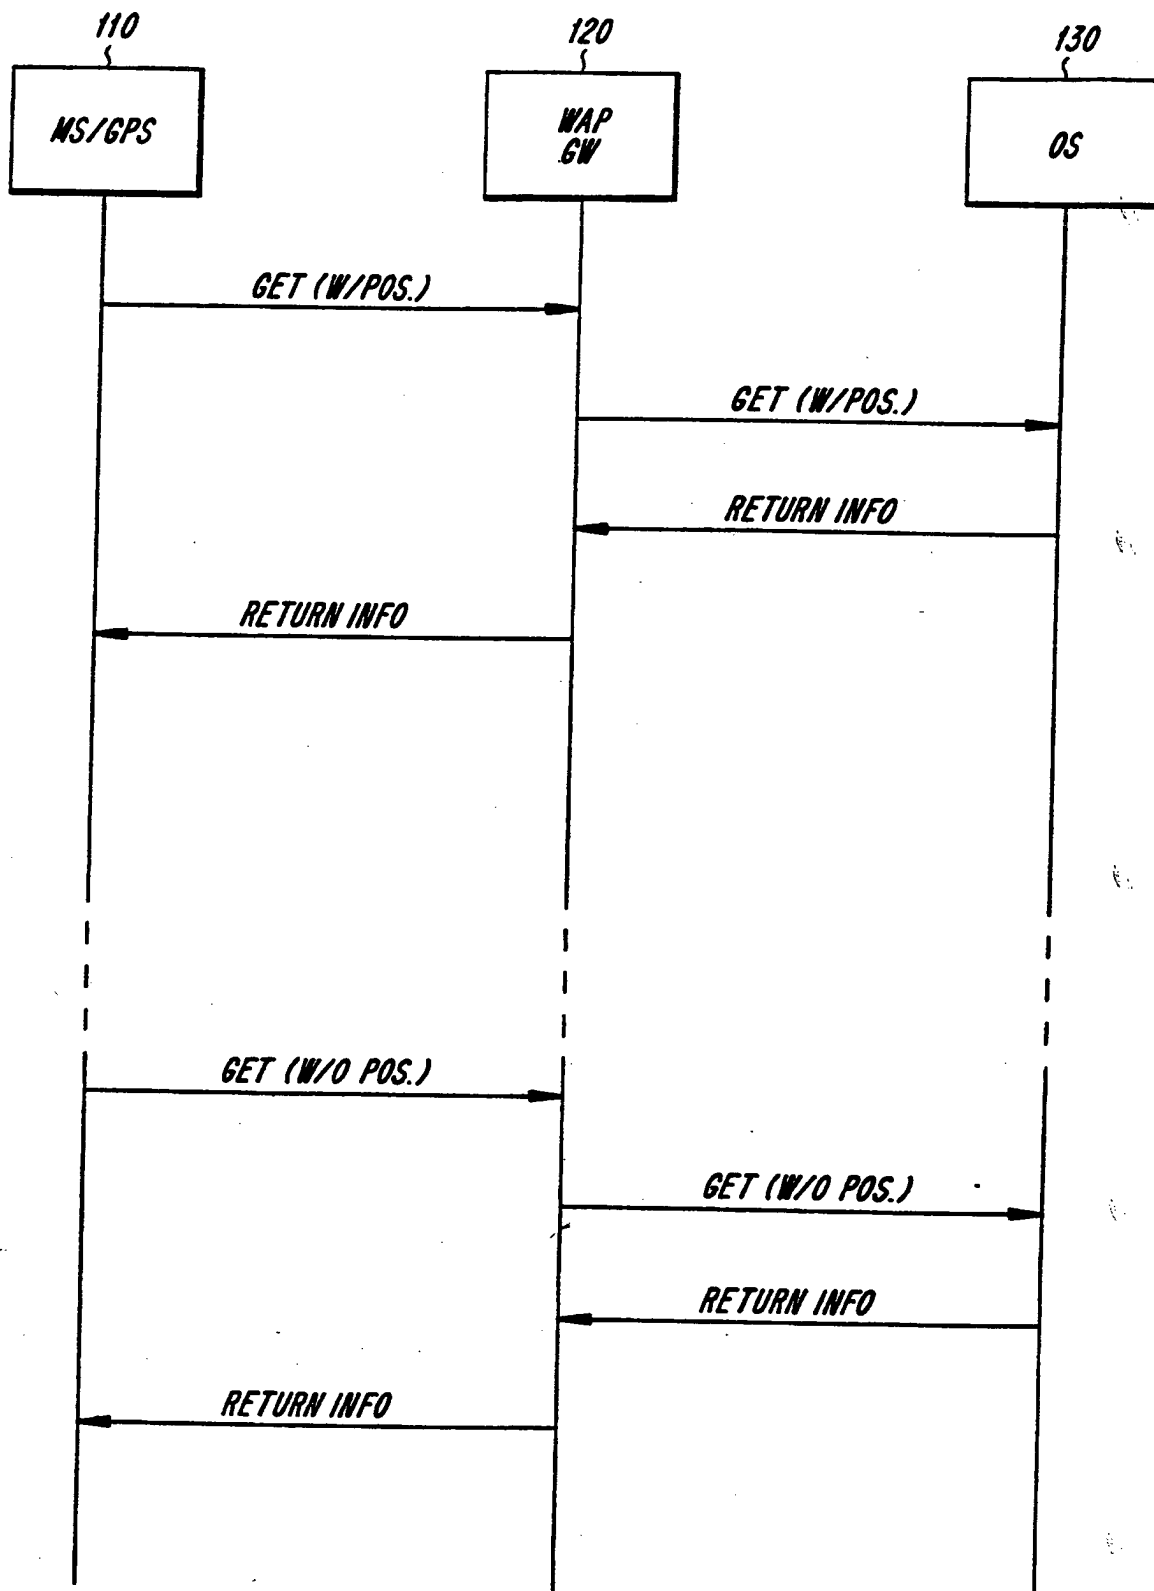 110
120
130
MS/GPS
WAP
GW
OS
GET (W/POS.)
GET (W/POS.)
RETURN INFO
RETURN INFO
GET (W/O POS.)
GET (W/O POS.)
RETURN INFO
RETURN INFO